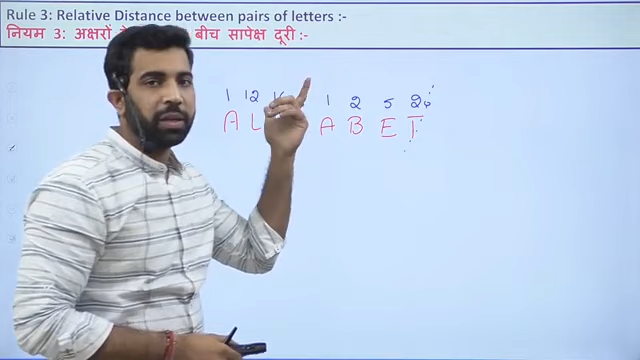 Rule 3: Relative Distance between pairs of letters :-
नियम 3: अक्षरों बीच सापेक्ष दूरी :-
1 12 1 2 5 20
A L A B E T